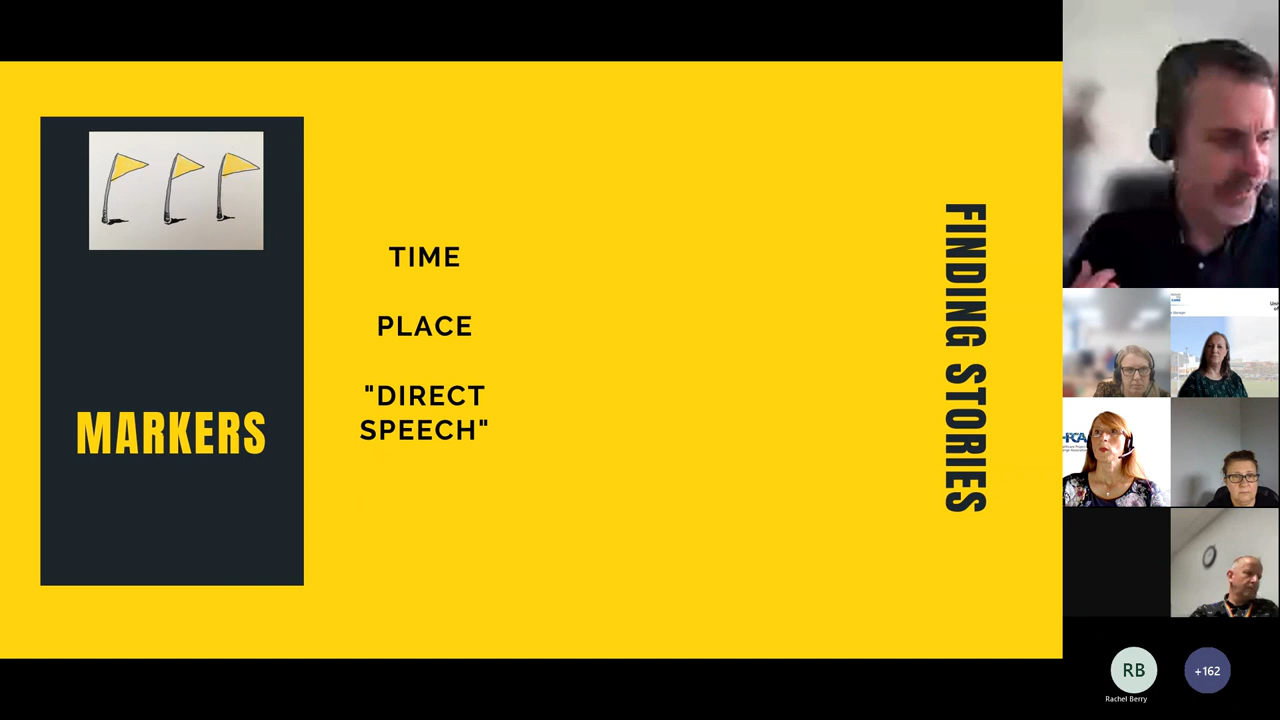 MARKERS
TIME
PLACE
"DIRECT
SPEECH"
FINDING STORIES
RB
+162
Rachel Berry